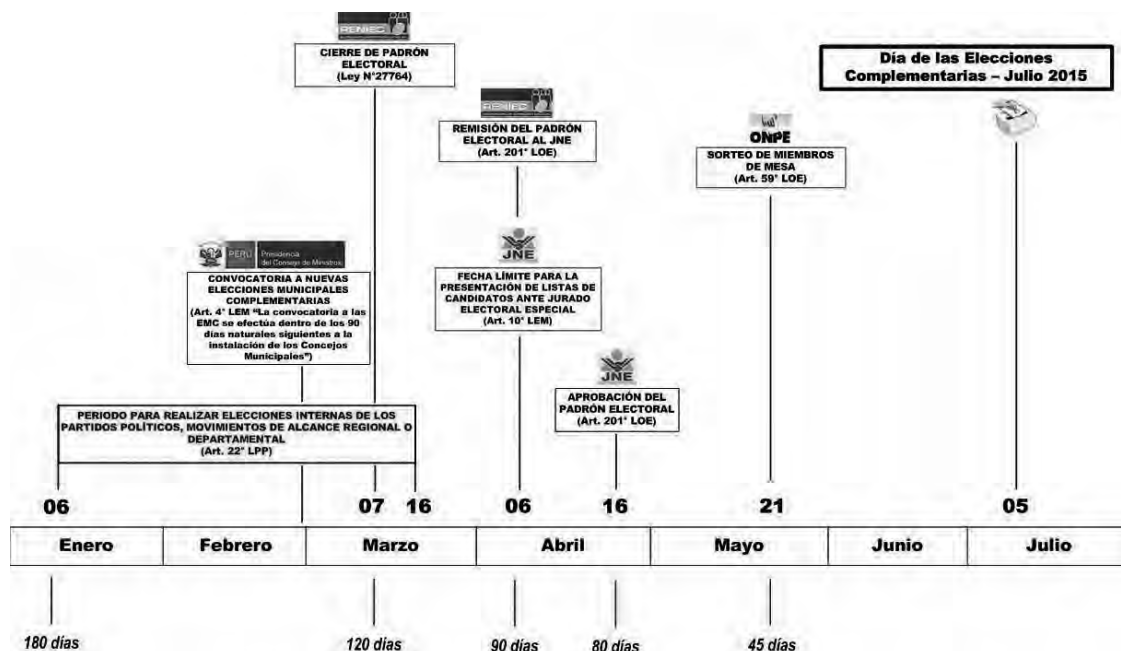 RENIEC
CIERRE DE PADRÓN
ELECTORAL
(Ley N°27764)
Día de las Elecciones
Complementarias – Julio 2015
RENIEC
REMISIÓN DEL PADRÓN
ELECTORAL AL JNE
(Art. 201° LOE)
ONPE
SORTEO DE MIEMBROS
DE MESA
(Art. 59° LOE)
PERÚ
Presidencia
del Consejo de Ministros
CONVOCATORIA A NUEVAS
ELECCIONES MUNICIPALES
COMPLEMENTARIAS
(Art. 4° LEM “La convocatoria a las
EMC se efectúa dentro de los 90
días naturales siguientes a la
instalación de los Concejos
Municipales”)
JNE
FECHA LÍMITE PARA LA
PRESENTACIÓN DE LISTAS DE
CANDIDATOS ANTE JURADO
ELECTORAL ESPECIAL
(Art. 10° LEM)
JNE
APROBACIÓN DEL
PADRÓN ELECTORAL
(Art. 201° LOE)
PERIODO PARA REALIZAR ELECCIONES INTERNAS DE LOS
PARTIDOS POLÍTICOS, MOVIMIENTOS DE ALCANCE REGIONAL O
DEPARTAMENTAL
(Art. 22° LPP)
06 07 16 06 16 21 05
Enero Febrero Marzo Abril Mayo Junio Julio
180 días 120 días 90 días 80 días 45 días